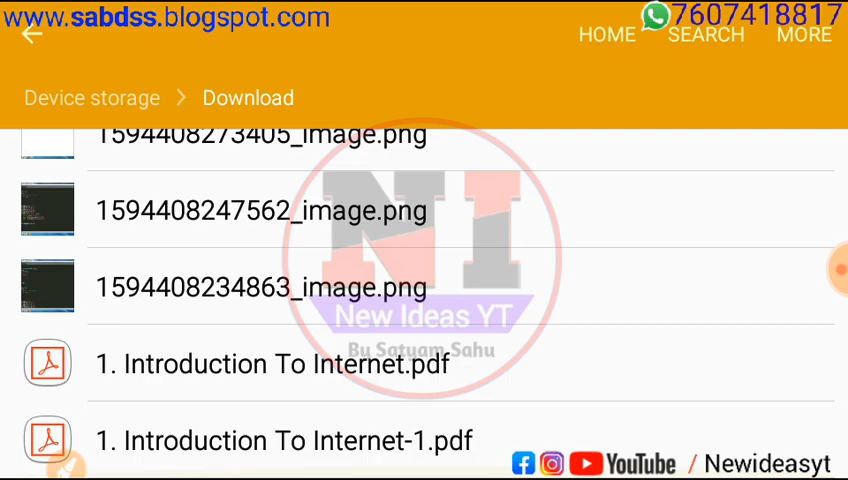 www.sabdss.blogspot.com
7607418817
HOME SEARCH MORE
Device storage > Download
1594408273405_image.png
1594408247562_image.png
1594408234863_image.png
NI
New Ideas YT
By Satyam Sahu
1. Introduction To Internet.pdf
1. Introduction To Internet-1.pdf
YouTube / Newideasyt